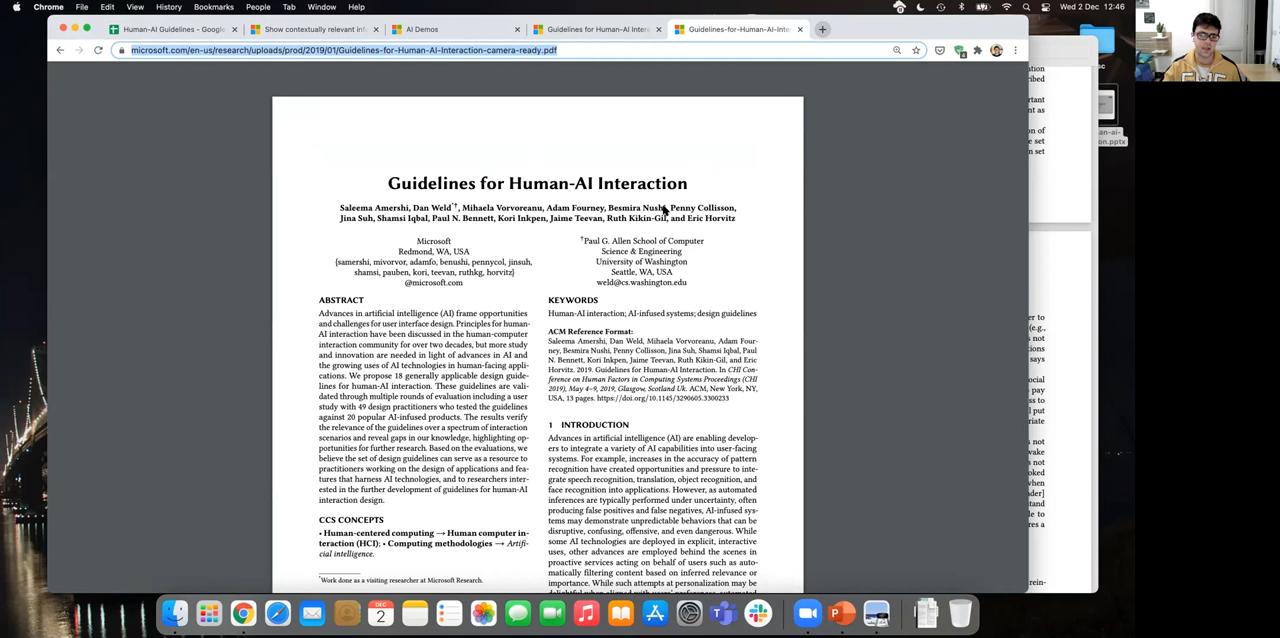 Chrome File Edit View History Bookmarks People Tab Window Help
Wed 2 Dec 12:46
Human-AI Guidelines - Google
Show contextually relevant inf
AI Demos
Guidelines for Human-AI Intera
Guidelines-for-Human-AI-Inte
microsoft.com/en-us/research/uploads/prod/2019/01/Guidelines-for-Human-AI-Interaction-camera-ready.pdf
Guidelines for Human-AI Interaction
Saleema Amershi, Dan Weld*†, Mihaela Vorvoreanu, Adam Fourney, Besmira Nushi, Penny Collisson,
Jina Suh, Shamsi Iqbal, Paul N. Bennett, Kori Inkpen, Jaime Teevan, Ruth Kikin-Gil, and Eric Horvitz
Microsoft
Redmond, WA, USA
{samershi, mivorvor, adamfo, benushi, pennycol, jinsuh,
shamsi, pauben, kori, teevan, ruthkg, horvitz}
@microsoft.com
†Paul G. Allen School of Computer
Science & Engineering
University of Washington
Seattle, WA, USA
weld@cs.washington.edu
ABSTRACT
Advances in artificial intelligence (AI) frame opportunities
and challenges for user interface design. Principles for human-
AI interaction have been discussed in the human-computer
interaction community for over two decades, but more study
and innovation are needed in light of advances in AI and
the growing uses of AI technologies in human-facing appli-
cations. We propose 18 generally applicable design guide-
lines for human-AI interaction. These guidelines are vali-
dated through multiple rounds of evaluation including a user
study with 49 design practitioners who tested the guidelines
against 20 popular AI-infused products. The results verify
the relevance of the guidelines over a spectrum of interaction
scenarios and reveal gaps in our knowledge, highlighting op-
portunities for further research. Based on the evaluations, we
believe the set of design guidelines can serve as a resource to
practitioners working on the design of applications and fea-
tures that harness AI technologies, and to researchers inter-
ested in the further development of guidelines for human-AI
interaction design.
CCS CONCEPTS
• Human-centered computing → Human computer in-
teraction (HCI); • Computing methodologies → Artifi-
cial intelligence.
*Work done as a visiting researcher at Microsoft Research.
KEYWORDS
Human-AI interaction; AI-infused systems; design guidelines
ACM Reference Format:
Saleema Amershi, Dan Weld, Mihaela Vorvoreanu, Adam Four-
ney, Besmira Nushi, Penny Collisson, Jina Suh, Shamsi Iqbal, Paul
N. Bennett, Kori Inkpen, Jaime Teevan, Ruth Kikin-Gil, and Eric
Horvitz. 2019. Guidelines for Human-AI Interaction. In CHI Con-
ference on Human Factors in Computing Systems Proceedings (CHI
2019), May 4–9, 2019, Glasgow, Scotland Uk. ACM, New York, NY,
USA, 13 pages. https://doi.org/10.1145/3290605.3300233
1 INTRODUCTION
Advances in artificial intelligence (AI) are enabling develop-
ers to integrate a variety of AI capabilities into user-facing
systems. For example, increases in the accuracy of pattern
recognition have created opportunities and pressure to inte-
grate speech recognition, translation, object recognition, and
face recognition into applications. However, as automated
inferences are typically performed under uncertainty, often
producing false positives and false negatives, AI-infused sys-
tems may demonstrate unpredictable behaviors that can be
disruptive, confusing, offensive, and even dangerous. While
some AI technologies are deployed in explicit, interactive
uses, other advances are employed behind the scenes in
proactive services acting on behalf of users such as auto-
matically filtering content based on inferred relevance or
importance. While such attempts at personalization may be